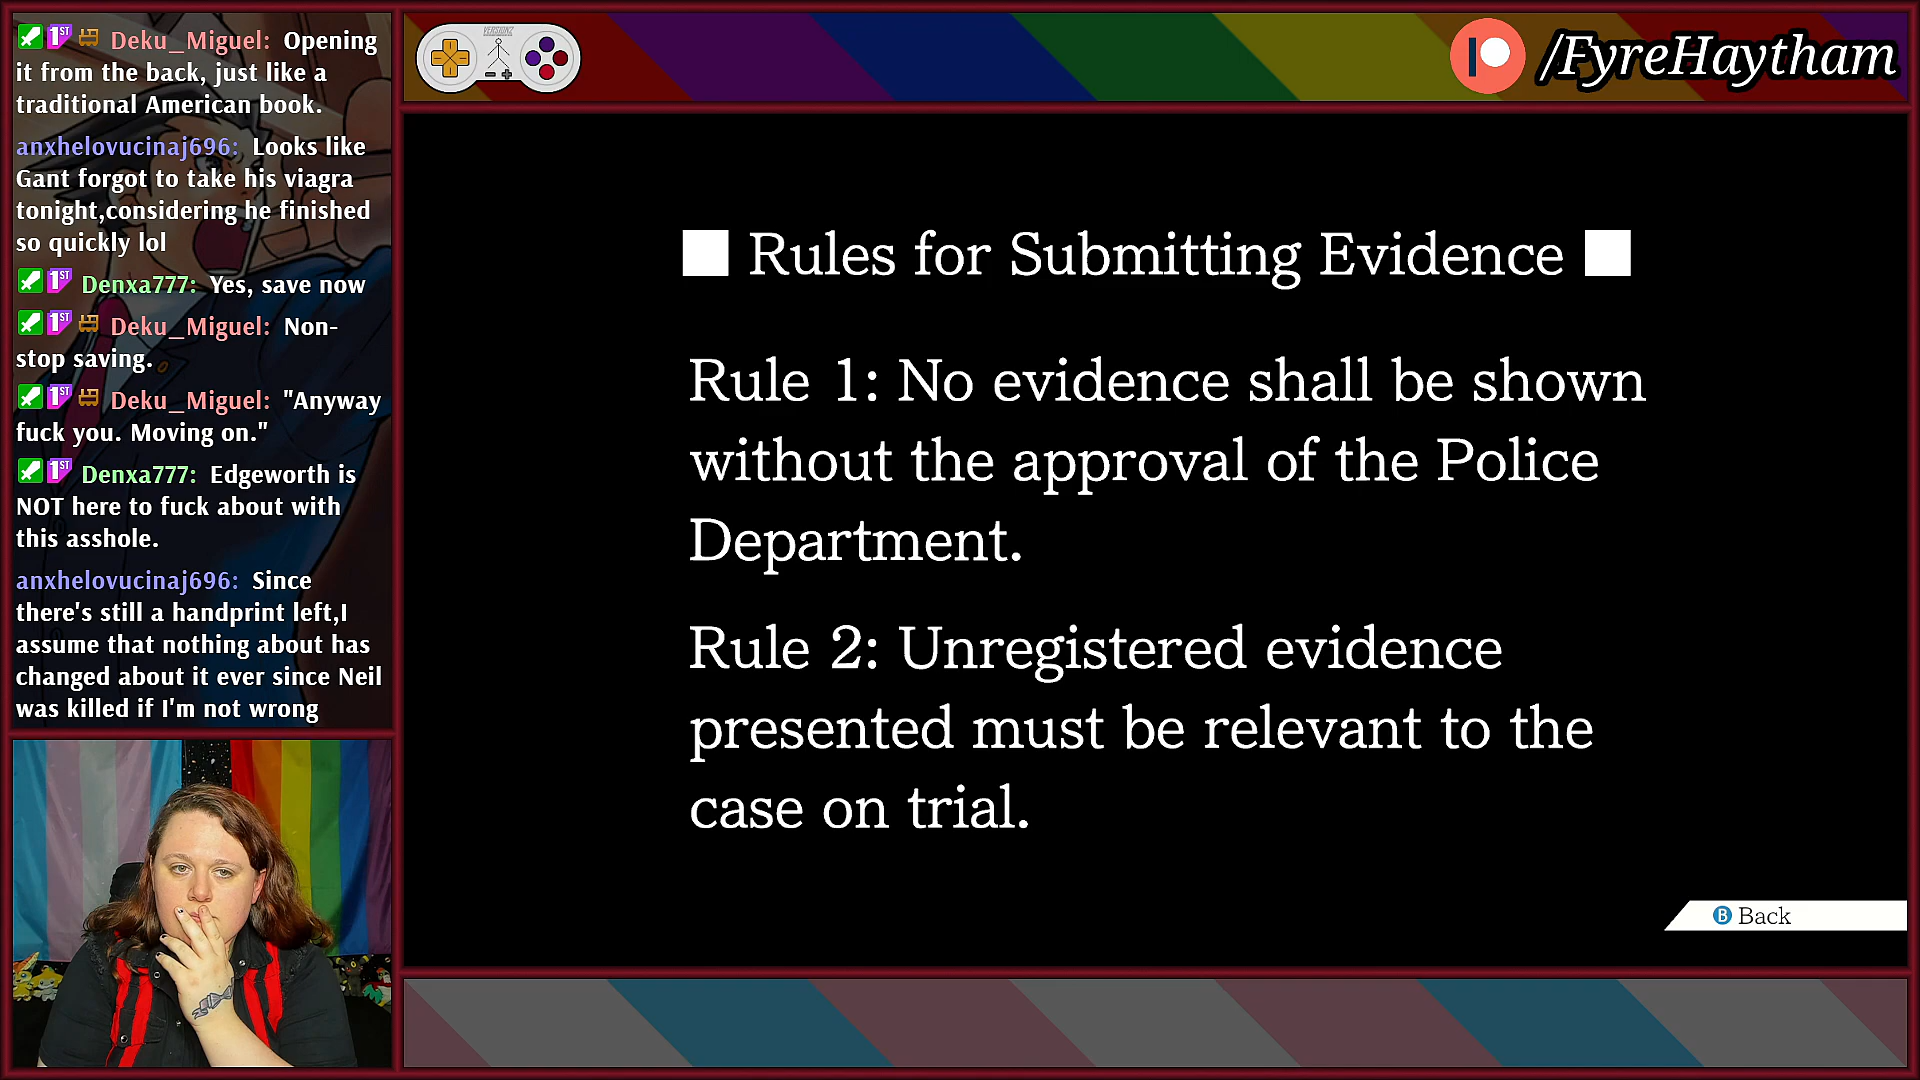 Deku_Miguel: Opening
it from the back, just like a
traditional American book.
anxhelovucinaj696: Looks like
Gant forgot to take his viagra
tonight,considering he finished
so quickly lol
Denxa777: Yes, save now
Deku_Miguel: Non-
stop saving.
Deku_Miguel: "Anyway
fuck you. Moving on."
Denxa777: Edgeworth is
NOT here to fuck about with
this asshole.
anxhelovucinaj696: Since
there's still a handprint left,I
assume that nothing about has
changed about it ever since Neil
was killed if I'm not wrong
/FyreHaytham
■ Rules for Submitting Evidence ■
Rule 1: No evidence shall be shown
without the approval of the Police
Department.
Rule 2: Unregistered evidence
presented must be relevant to the
case on trial.
B Back